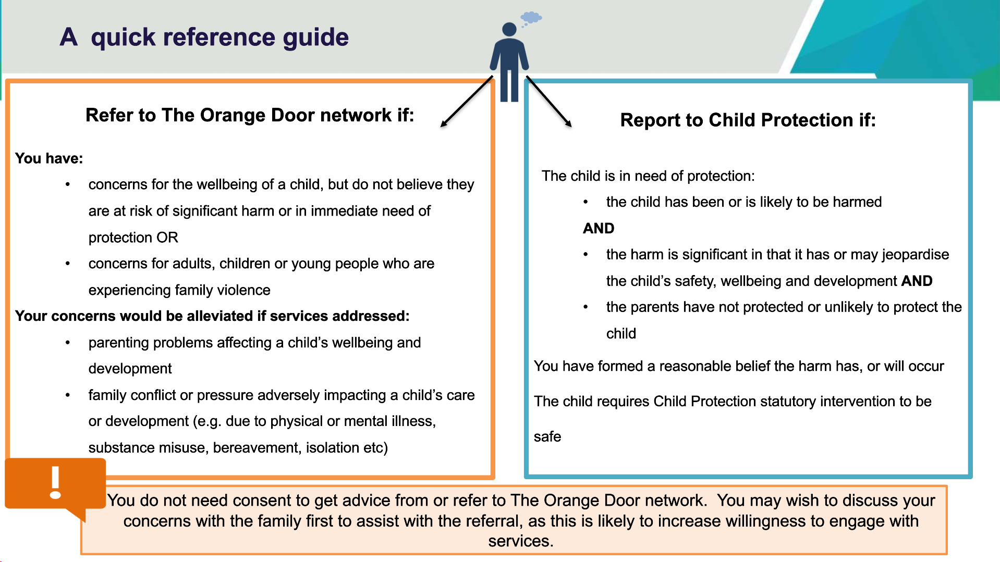 A  quick reference guide
Refer to The Orange Door network if:
You have:
• concerns for the wellbeing of a child, but do not believe they
are at risk of significant harm or in immediate need of
protection OR
• concerns for adults, children or young people who are
experiencing family violence
Your concerns would be alleviated if services addressed:
• parenting problems affecting a child’s wellbeing and
development
• family conflict or pressure adversely impacting a child’s care
or development (e.g. due to physical or mental illness,
substance misuse, bereavement, isolation etc)
Report to Child Protection if:
The child is in need of protection:
• the child has been or is likely to be harmed
AND
• the harm is significant in that it has or may jeopardise
the child’s safety, wellbeing and development AND
• the parents have not protected or unlikely to protect the
child
You have formed a reasonable belief the harm has, or will occur
The child requires Child Protection statutory intervention to be
safe
!
You do not need consent to get advice from or refer to The Orange Door network.  You may wish to discuss your
concerns with the family first to assist with the referral, as this is likely to increase willingness to engage with
services.